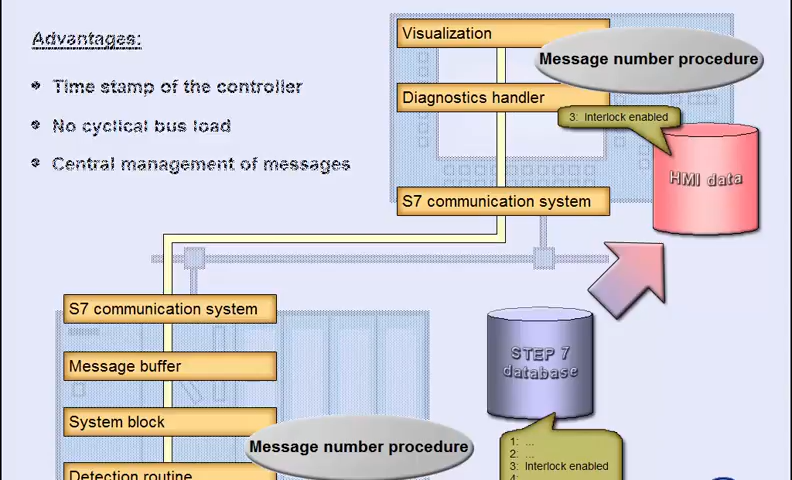 Advantages:
• Time stamp of the controller
• No cyclical bus load
• Central management of messages
Visualization
Message number procedure
Diagnostics handler
3: Interlock enabled
HMI data
S7 communication system
S7 communication system
Message buffer
System block
Detection routine
Message number procedure
STEP 7
database
1: ...
2: ...
3: Interlock enabled